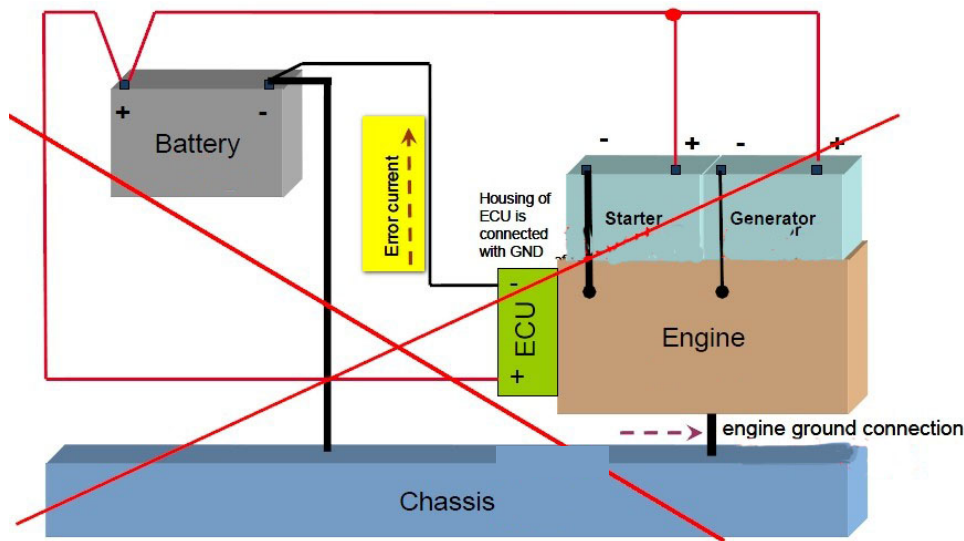 + -
Battery
Error current
Housing of
ECU is
connected
with GND
- + - +
Starter
Generator
-
ECU
+
Engine
engine ground connection
Chassis